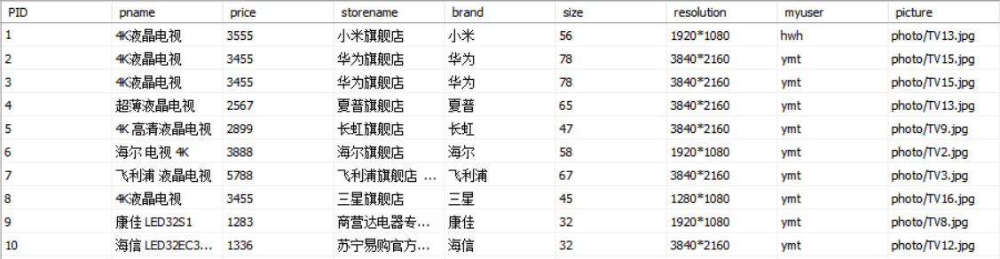 PID pname price storename brand size resolution myuser picture
1 4K液晶电视 3555 小米旗舰店 小米 56 1920*1080 hwh photo/TV13.jpg
2 4K液晶电视 3455 华为旗舰店 华为 78 3840*2160 ymt photo/TV15.jpg
3 4K液晶电视 3455 华为旗舰店 华为 78 3840*2160 ymt photo/TV15.jpg
4 超薄液晶电视 2567 夏普旗舰店 夏普 65 3840*2160 ymt photo/TV13.jpg
5 4K 高清液晶电视 2899 长虹旗舰店 长虹 47 3840*2160 ymt photo/TV9.jpg
6 海尔 电视 4K 3888 海尔旗舰店 海尔 58 1920*1080 ymt photo/TV2.jpg
7 飞利浦 液晶电视 5788 飞利浦旗舰店 ... 飞利浦 67 3840*2160 ymt photo/TV3.jpg
8 4K液晶电视 3455 三星旗舰店 三星 45 1280*1080 ymt photo/TV16.jpg
9 康佳 LED32S1 1283 商营达电器专... 康佳 32 1920*1080 ymt photo/TV8.jpg
10 海信 LED32EC3... 1336 苏宁易购官方... 海信 32 3840*2160 ymt photo/TV12.jpg